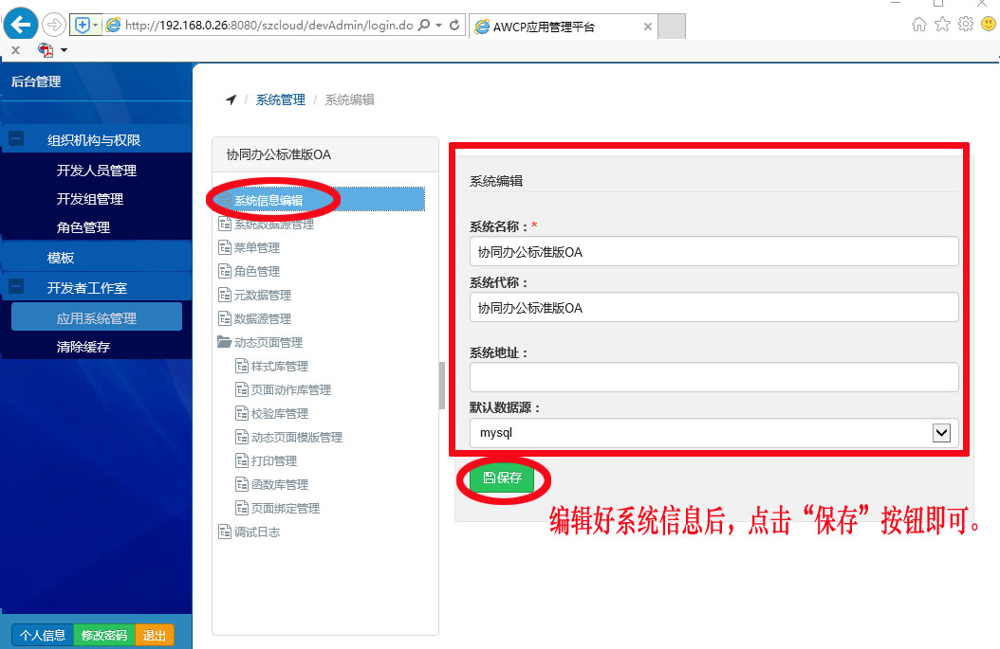 http://192.168.0.26:8080/szcloud/devAdmin/login.do
AWCP应用管理平台
后台管理
组织机构与权限
开发人员管理
开发组管理
角色管理
模板
开发者工作室
应用系统管理
清除缓存
个人信息
修改密码
退出
/ 系统管理 / 系统编辑
协同办公标准版OA
系统信息编辑
系统数据源管理
菜单管理
角色管理
元数据管理
数据源管理
动态页面管理
样式库管理
页面动作库管理
校验库管理
动态页面模版管理
打印管理
函数库管理
页面绑定管理
调试日志
系统编辑
系统名称：*
协同办公标准版OA
系统代称：
协同办公标准版OA
系统地址：
默认数据源：
mysql
保存
编辑好系统信息后，点击“保存”按钮即可。